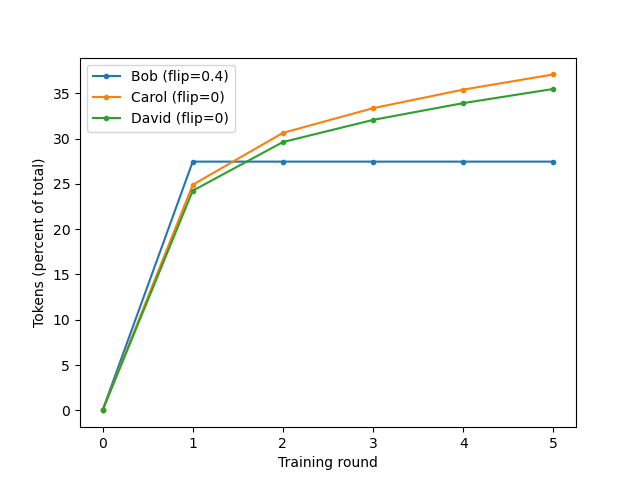 Bob (flip=0.4)
Carol (flip=0)
David (flip=0)
35
30
25
20
15
10
5
0
Tokens (percent of total)
0 1 2 3 4 5
Training round